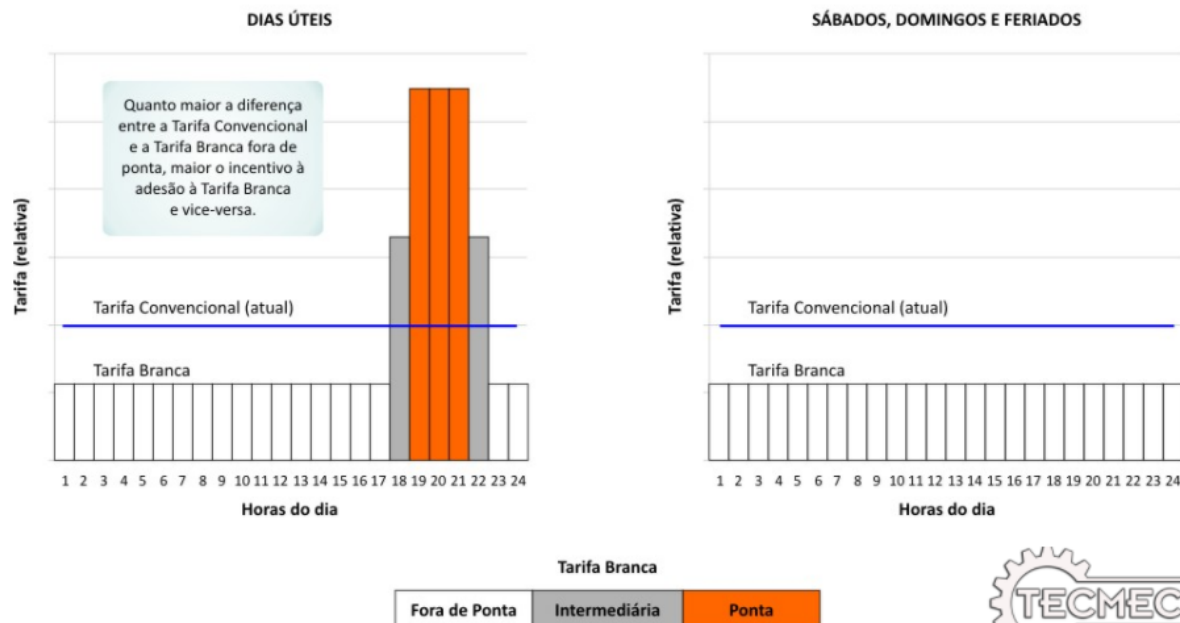 DIAS ÚTEIS
Quanto maior a diferença
entre a Tarifa Convencional
e a Tarifa Branca fora de
ponta, maior o incentivo à
adesão à Tarifa Branca
e vice-versa.
Tarifa (relativa)
Tarifa Convencional (atual)
Tarifa Branca
1 2 3 4 5 6 7 8 9 10 11 12 13 14 15 16 17 18 19 20 21 22 23 24
Horas do dia
SÁBADOS, DOMINGOS E FERIADOS
Tarifa (relativa)
Tarifa Convencional (atual)
Tarifa Branca
1 2 3 4 5 6 7 8 9 10 11 12 13 14 15 16 17 18 19 20 21 22 23 24
Horas do dia
Tarifa Branca
Fora de Ponta Intermediária Ponta
TECMEC